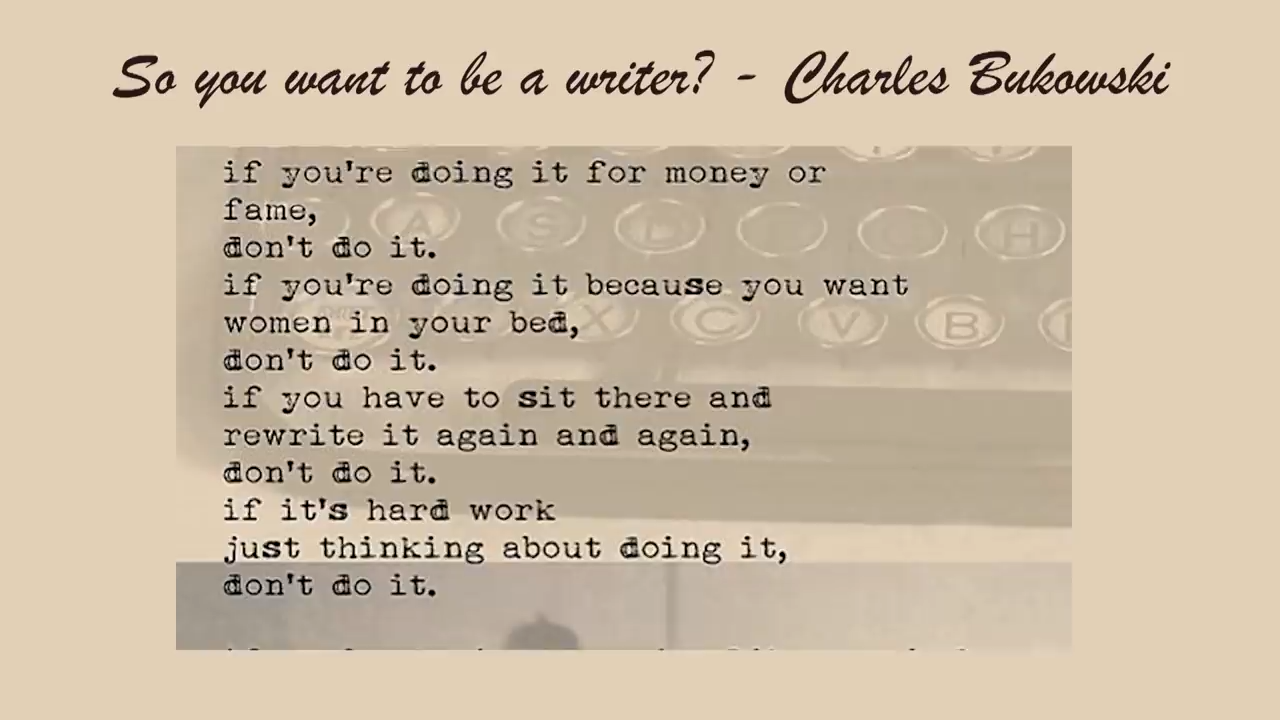 So you want to be a writer? - Charles Bukowski
if you're doing it for money or
fame,
don't do it.
if you're doing it because you want
women in your bed,
don't do it.
if you have to sit there and
rewrite it again and again,
don't do it.
if it's hard work
just thinking about doing it,
don't do it.
A S D H
X C V B